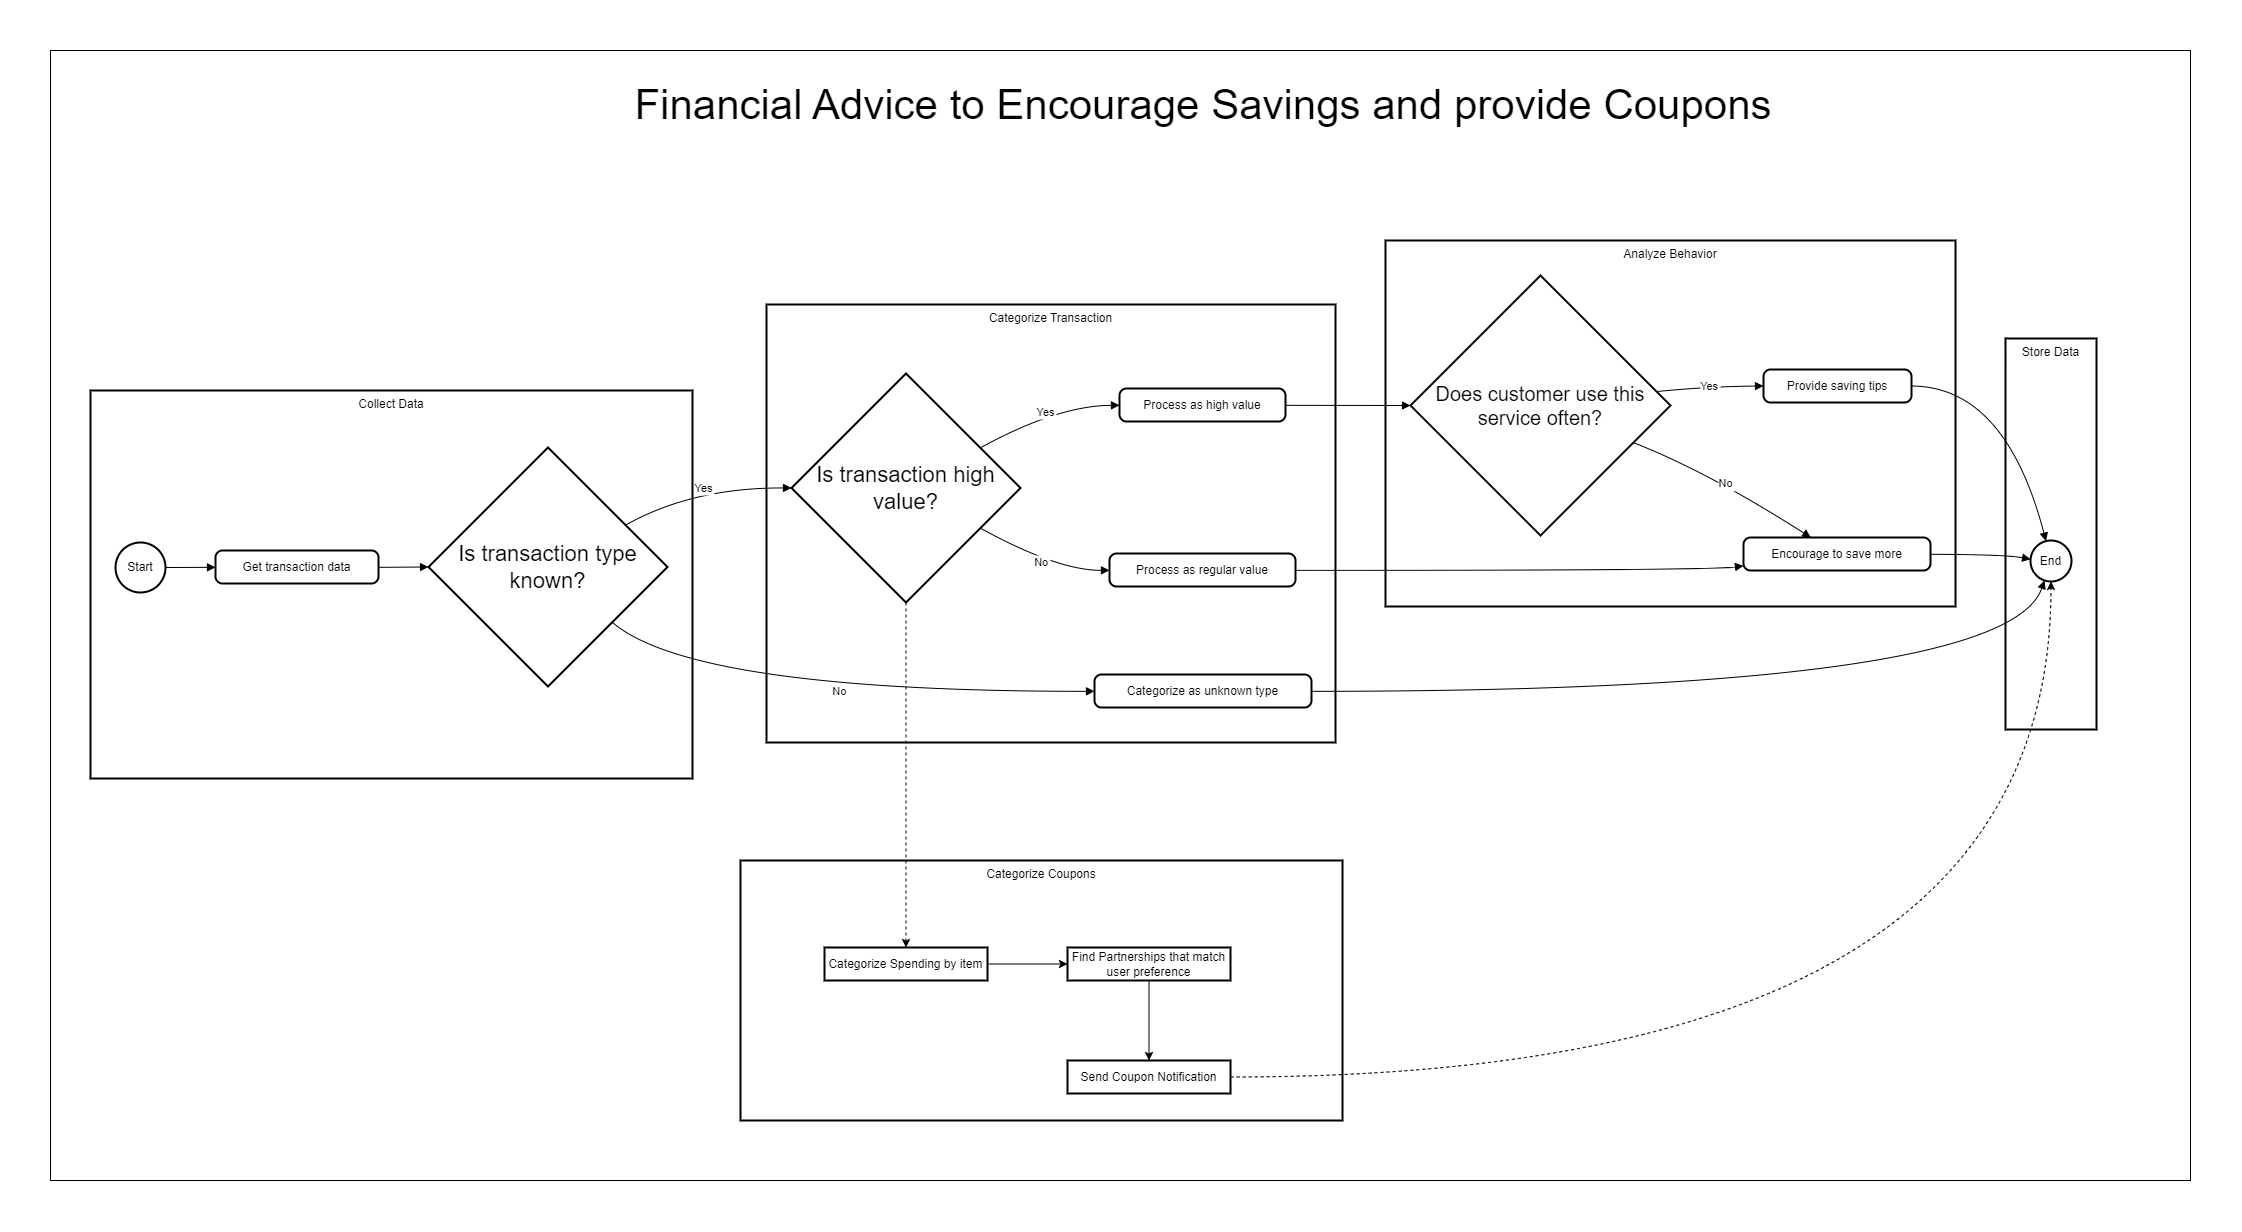 Financial Advice to Encourage Savings and provide Coupons
Collect Data
Start
Get transaction data
Is transaction type
known?
Yes
No
Categorize Transaction
Is transaction high
value?
Yes
Process as high value
No
Process as regular value
Categorize as unknown type
Analyze Behavior
Does customer use this
service often?
Yes
Provide saving tips
No
Encourage to save more
Store Data
End
Categorize Coupons
Categorize Spending by item
Find Partnerships that match
user preference
Send Coupon Notification